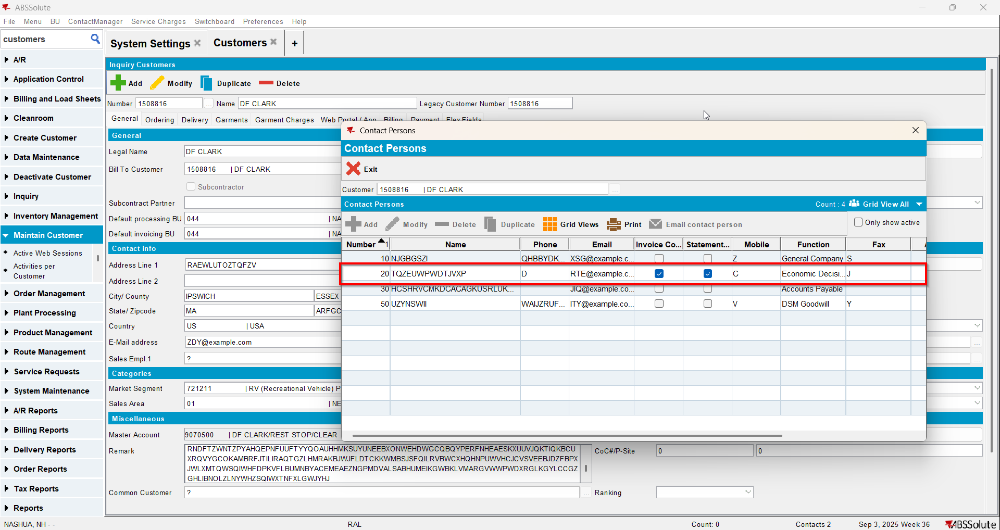 ABSSolute
File Menu BU ContactManager Service Charges Switchboard Preferences Help
customers
System Settings
Customers
+
A/R
Application Control
Billing and Load Sheets
Cleanroom
Create Customer
Data Maintenance
Deactivate Customer
Inquiry
Inventory Management
Maintain Customer
Active Web Sessions
Activities per
Customer
Order Management
Plant Processing
Product Management
Route Management
Service Requests
System Maintenance
A/R Reports
Billing Reports
Delivery Reports
Order Reports
Tax Reports
Reports
Inquiry Customers
Add Modify Duplicate Delete
Number 1508816 ... Name DF CLARK Legacy Customer Number 1508816
General Ordering Delivery Garments Garment Charges Web Portal / App Billing Payment Flex Fields
General
Legal Name DF CLARK
Bill To Customer 1508816 | DF CLARK
Subcontractor
Subcontract Partner
Default processing BU 044 | NA
Default invoicing BU 044 | NA
Contact info
Address Line 1 RAEWLUTOZTQFZV
Address Line 2
City/ County IPSWICH ESSEX
State/ Zipcode MA ARFGC
Country US | USA
E-Mail address ZDY@example.com
Sales Empl.1 ?
Categories
Market Segment 721211 | RV (Recreational Vehicle) P
Sales Area 01 | NE
Miscellaneous
Master Account 9070500 | DF CLARK/REST STOP/CLEAR
Remark
RNDFTZWNTZPYAHQEPNFUUFTYYQOAUHHMKSUYUNEEBXONWEHDWGCQBQYPERFNHEAESKXUUVJQKTIQKBCU
XRQVYGCOKAMBRFJTILIRAQTGZLHMRAKBJWJFLDTCKKWMBSJSFQILRVBWCXHQHNPUWVHCJCVSVEEBJDZFBPX
JWLXMTQWSQIWHFDPKVFLBUMNBYACEMEAEZNGPMDVALSABHUMEIKGWBKLVMARGVWWPWDXRGLKGYLCCGZ
GHLIBNOLZLNYWHZSQIWXTNFXLGWJYHJ
CoC#/P-Site 0 0
Common Customer ? ... Ranking
Contact Persons
Contact Persons
Exit
Customer 1508816 | DF CLARK ...
Contact Persons Count : 4 Grid View All
Add Modify Delete Duplicate Grid Views Print Email contact person Only show active
Number 1 Name Phone Email Invoice Co... Statement... Mobile Function Fax
10 NJGBGSZI QHBBYDK... XSG@example.c... Z General Company S
20 TQZEUWPWDTJVXP D RTE@example.c... C Economic Decisi... J
30 HCSHRVCMKDCACAGKUSRLUK... JIQ@example.co... Accounts Payable
50 UZYNSWII WAIJZRUF... ITY@example.co... V DSM Goodwill Y
NASHUA, NH - - RAL Count: 0 Contacts 2 Sep 3, 2025 Week 36 ABSSolute